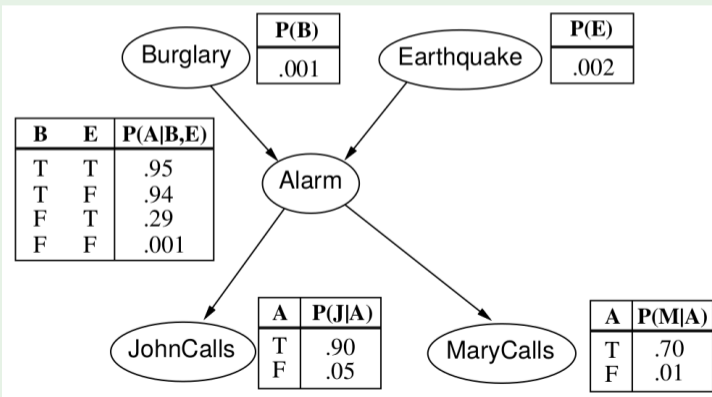 Burglary
P(B)
.001
Earthquake
P(E)
.002
B E P(A|B,E)
T T .95
T F .94
F T .29
F F .001
Alarm
JohnCalls
A P(J|A)
T .90
F .05
MaryCalls
A P(M|A)
T .70
F .01